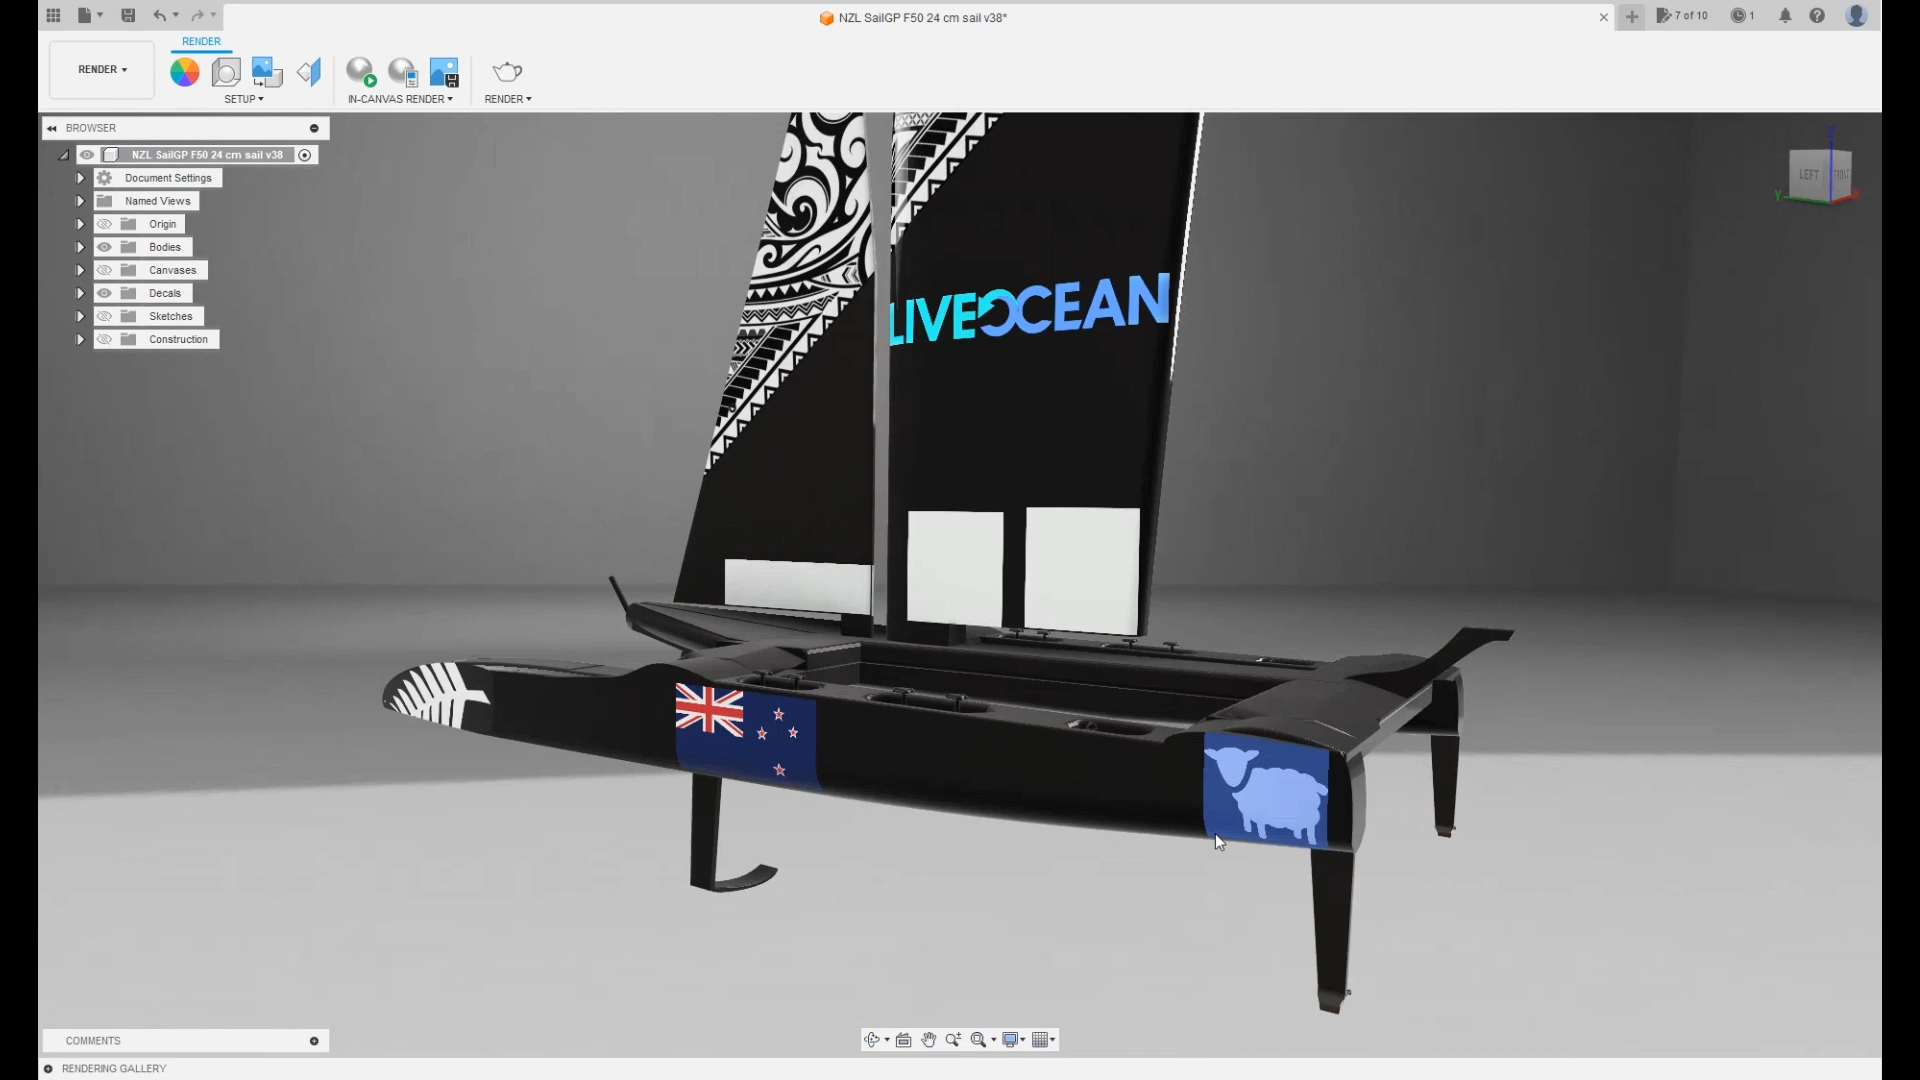 NZL SailGP F50 24 cm sail v38*
7 of 10
1
RENDER
RENDER
SETUP
IN-CANVAS RENDER
RENDER
BROWSER
NZL SailGP F50 24 cm sail v38
Document Settings
Named Views
Origin
Bodies
Canvases
Decals
Sketches
Construction
Z
LEFT
FRONT
Y
X
LIVEOCEAN
COMMENTS
RENDERING GALLERY